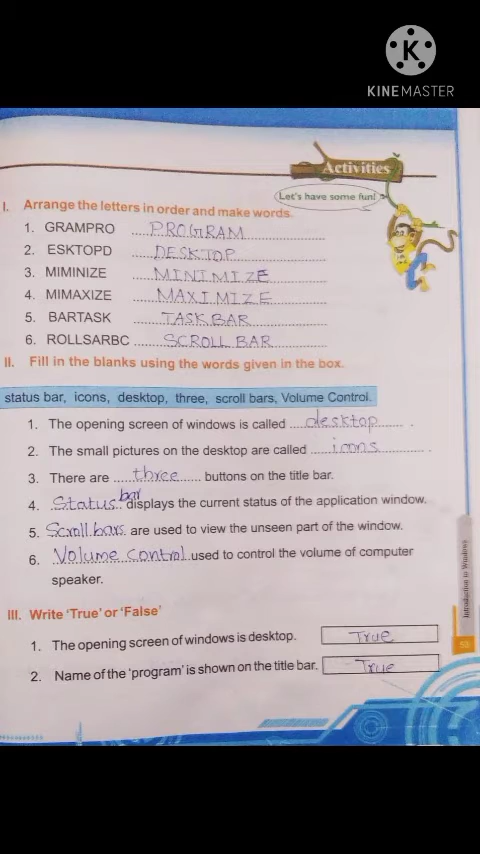 KINEMASTER
Activities
Let's have some fun!
I. Arrange the letters in order and make words.
1. GRAMPRO PROGRAM
2. ESKTOPD DESKTOP
3. MIMINIZE MINIMIZE
4. MIMAXIZE MAXIMIZE
5. BARTASK TASKBAR
6. ROLLSARBC SCROLL BAR
II. Fill in the blanks using the words given in the box.
status bar, icons, desktop, three, scroll bars, Volume Control.
1. The opening screen of windows is called desktop.
2. The small pictures on the desktop are called icons.
3. There are three buttons on the title bar.
4. Status bar displays the current status of the application window.
5. Scroll bars are used to view the unseen part of the window.
6. Volume control used to control the volume of computer
speaker.
III. Write 'True' or 'False'
1. The opening screen of windows is desktop. True
2. Name of the 'program' is shown on the title bar. True
Introduction to Windows
55